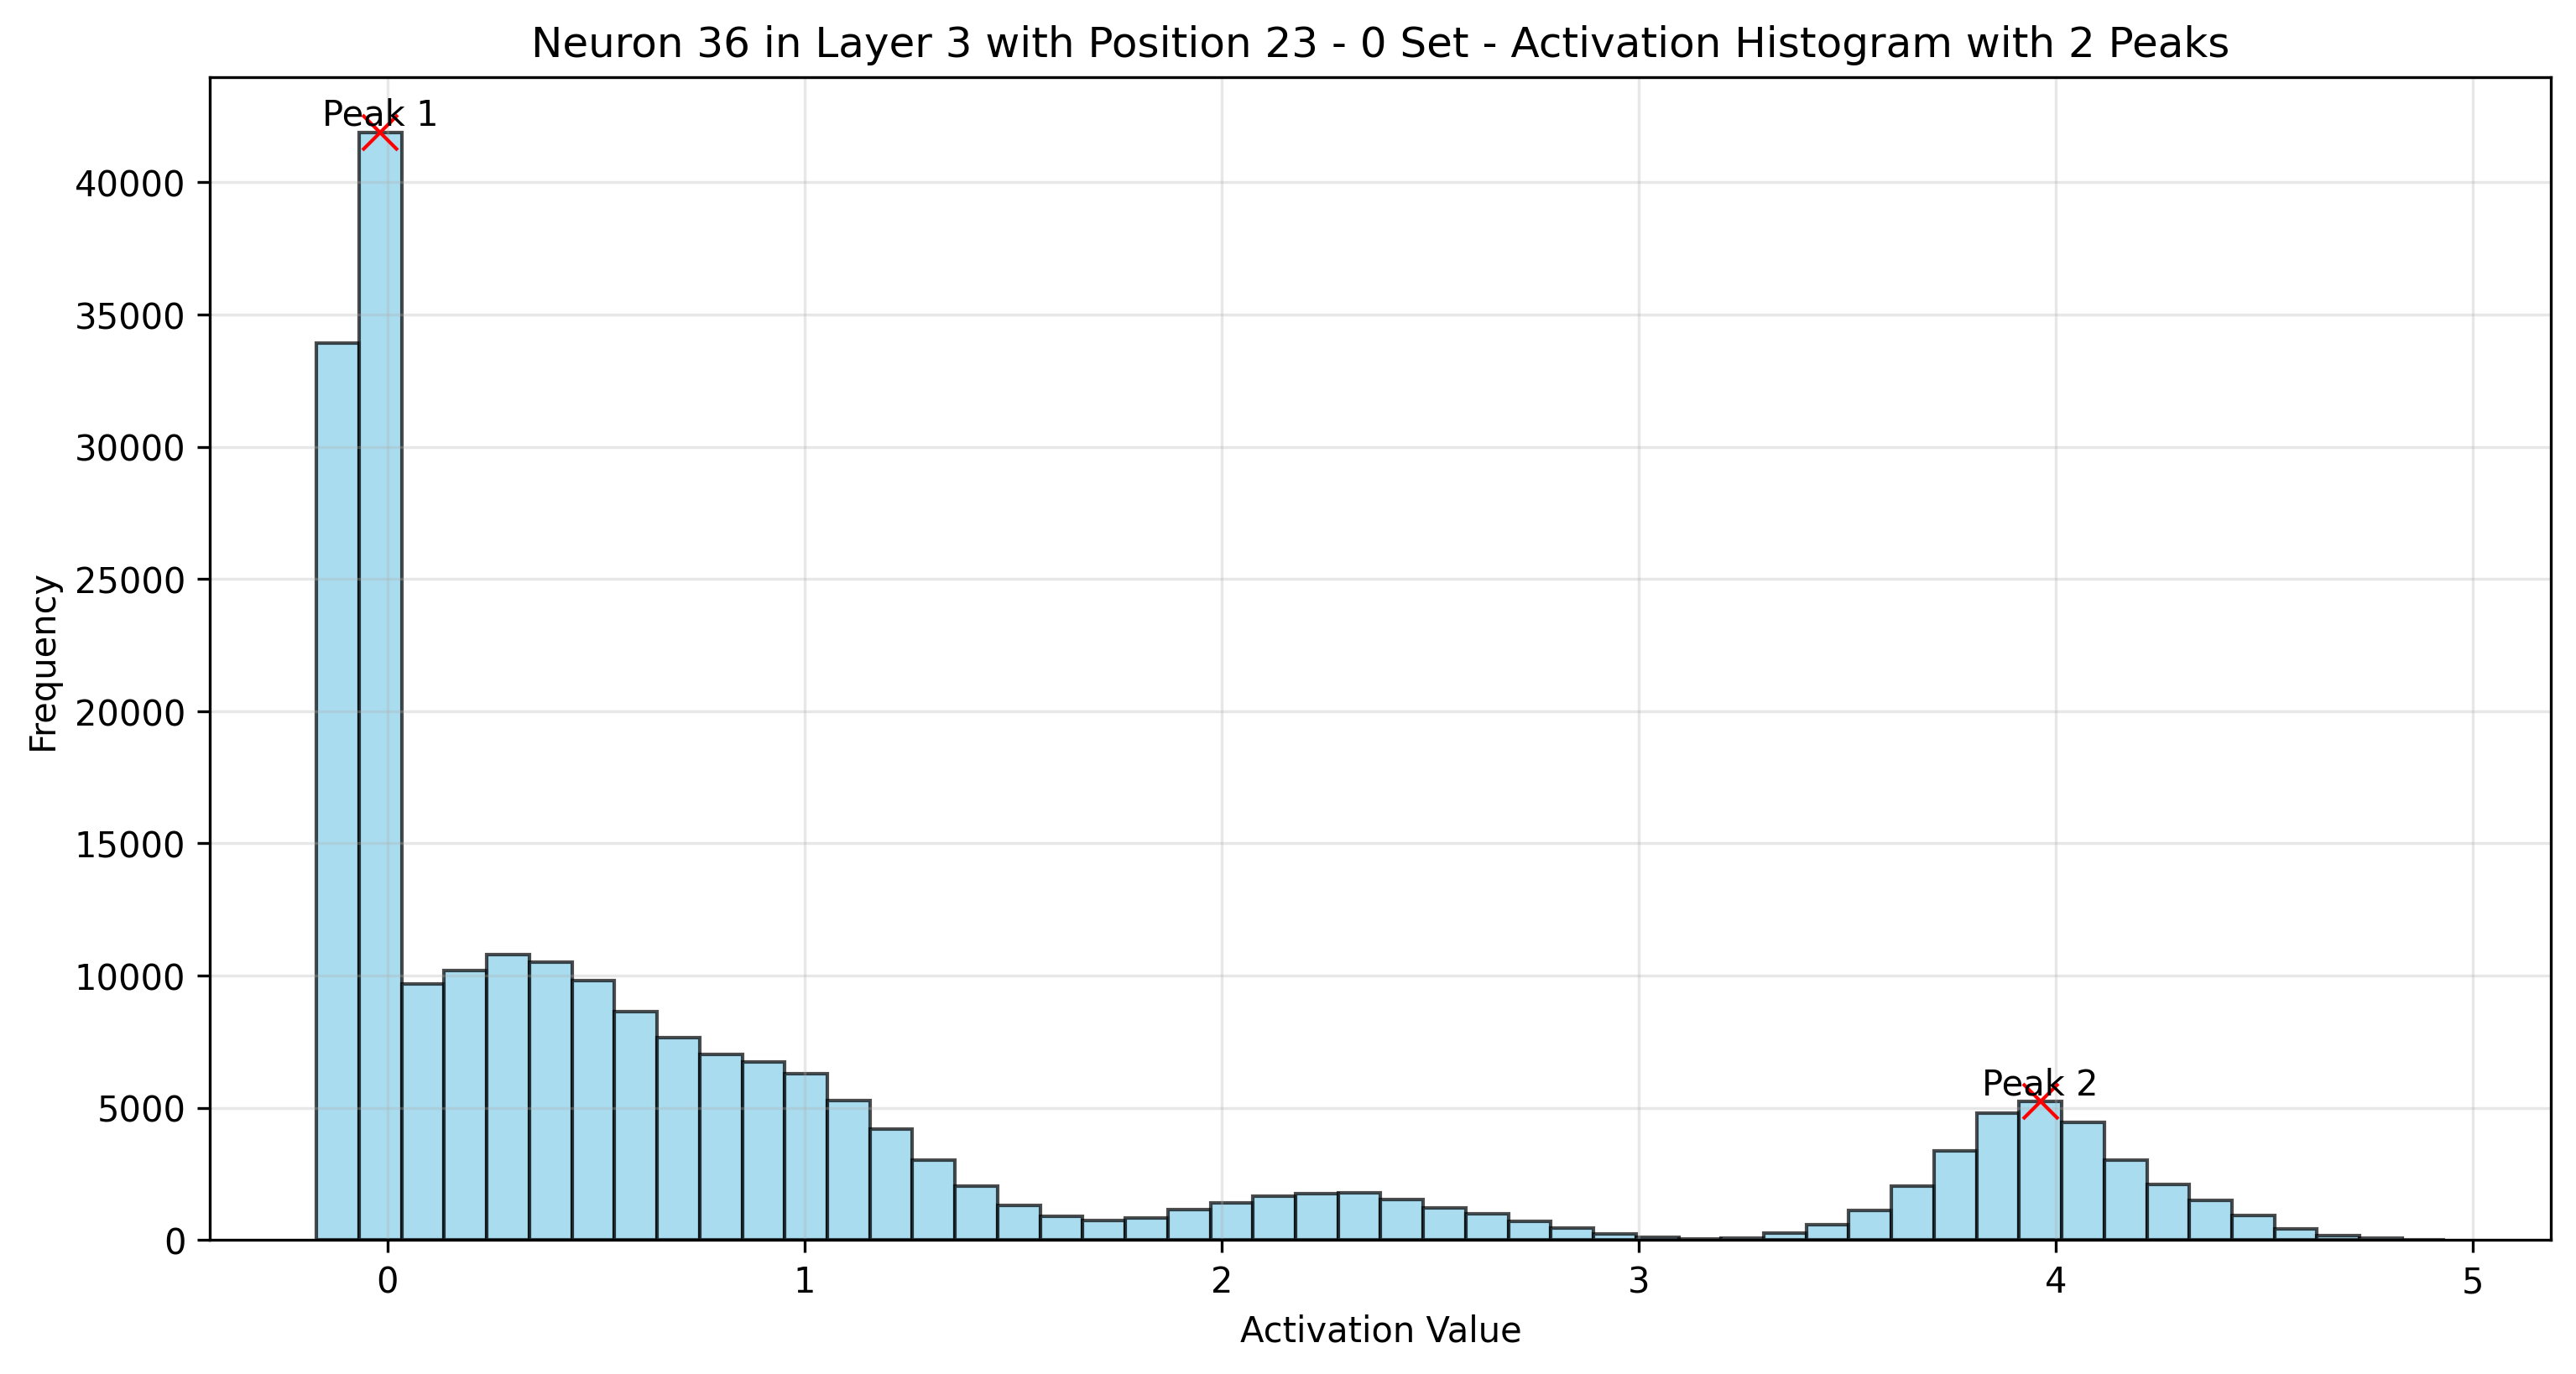 Neuron 36 in Layer 3 with Position 23 - 0 Set - Activation Histogram with 2 Peaks
Peak 1
40000
35000
30000
25000
20000
15000
10000
5000
0
Frequency
Peak 2
0 1 2 3 4 5
Activation Value